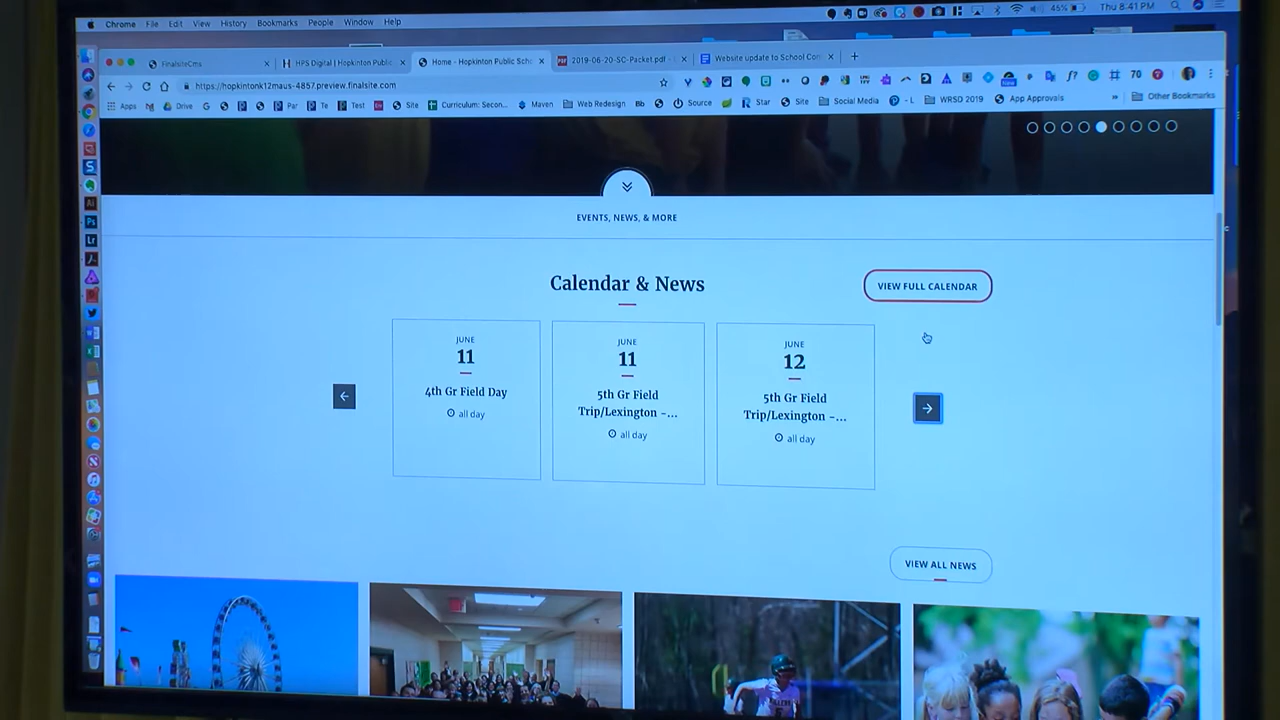 Chrome File Edit View History Bookmarks People Window Help
45% Thu 8:41 PM
FinalsiteCms
HPS Digital | Hopkinton Public
Home - Hopkinton Public Scho
2019-06-20-SC-Packet.pdf -
Website update to School Com
https://hopkintonk12maus-4857.preview.finalsite.com
70
Apps M Drive Par Te Test Site Curriculum: Secon... Maven Web Redesign Bb Source Star Site Social Media - L WRSD 2019 App Approvals » Other Bookmarks
EVENTS, NEWS, & MORE
Calendar & News
VIEW FULL CALENDAR
JUNE
11
4th Gr Field Day
all day
JUNE
11
5th Gr Field
Trip/Lexington -...
all day
JUNE
12
5th Gr Field
Trip/Lexington -...
all day
VIEW ALL NEWS